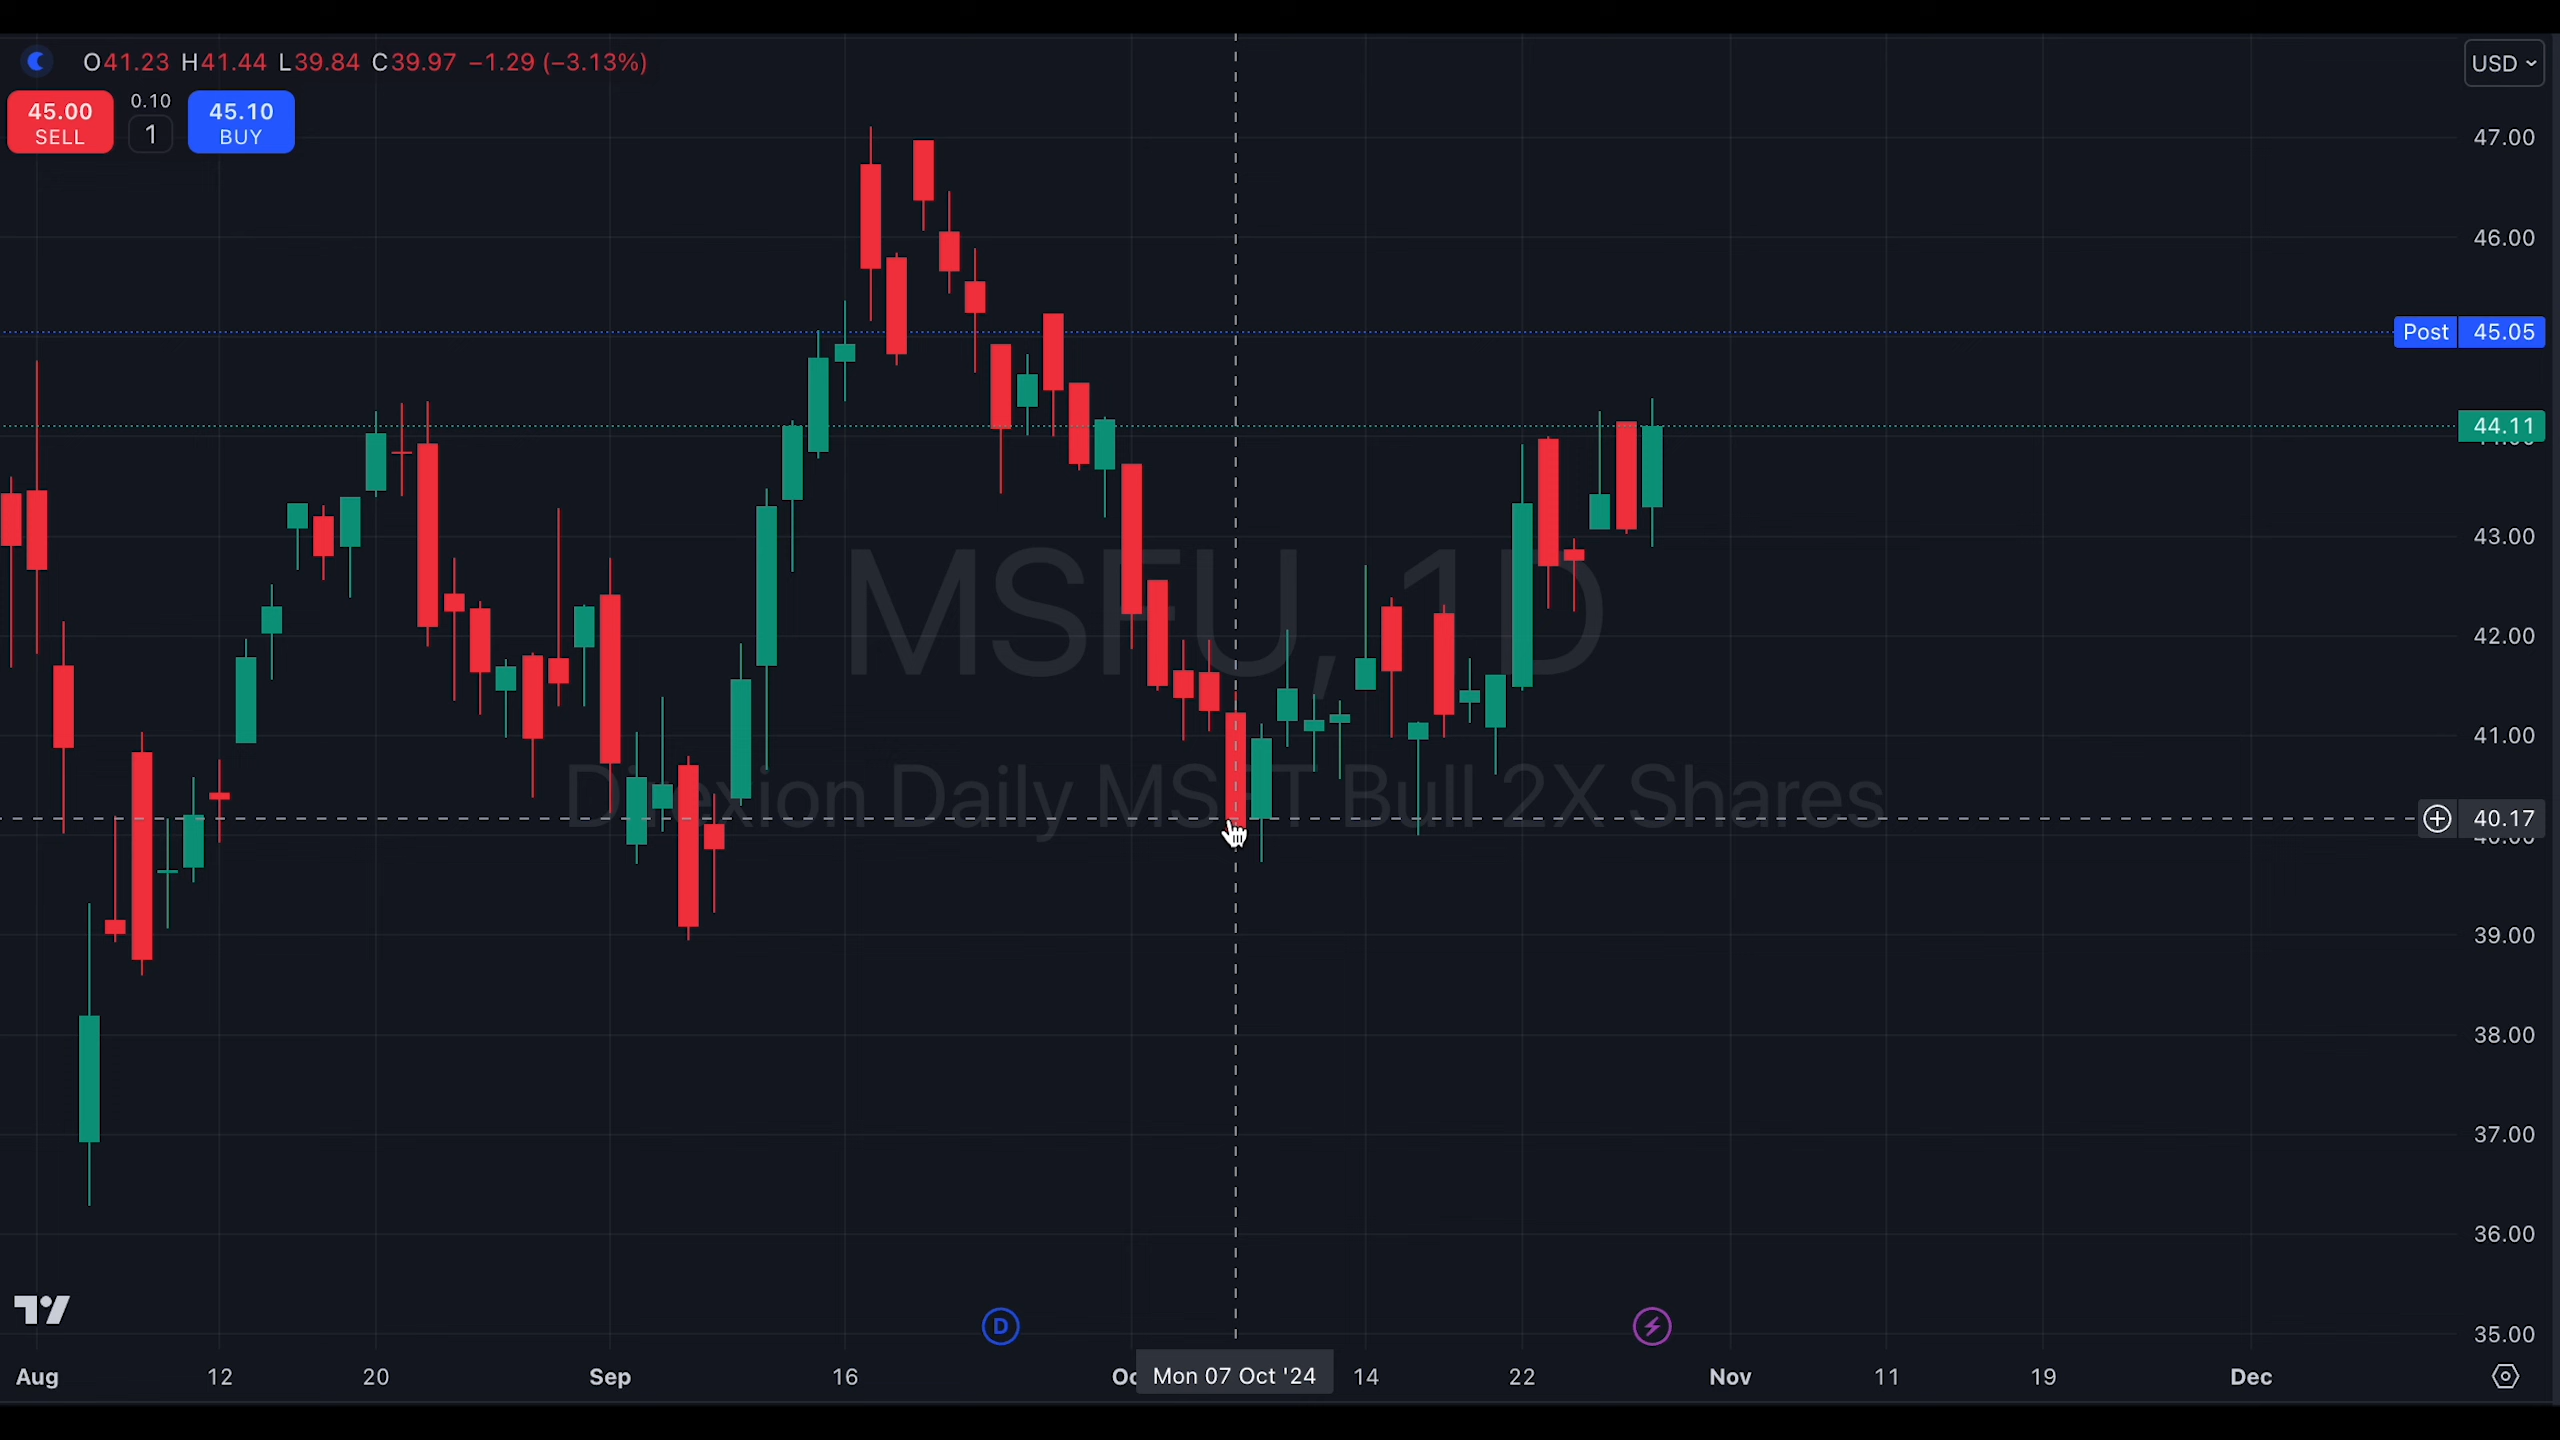 O41.23 H41.44 L39.84 C39.97 −1.29 (−3.13%)
USD
45.00
SELL
0.10
1
45.10
BUY
47.00
46.00
Post 45.05
44.11
43.00
MSFU, 1D
42.00
41.00
Direxion Daily MSFT Bull 2X Shares
40.17
39.00
38.00
37.00
36.00
D
35.00
Aug 12 20 Sep 16 Mon 07 Oct '24 14 22 Nov 11 19 Dec